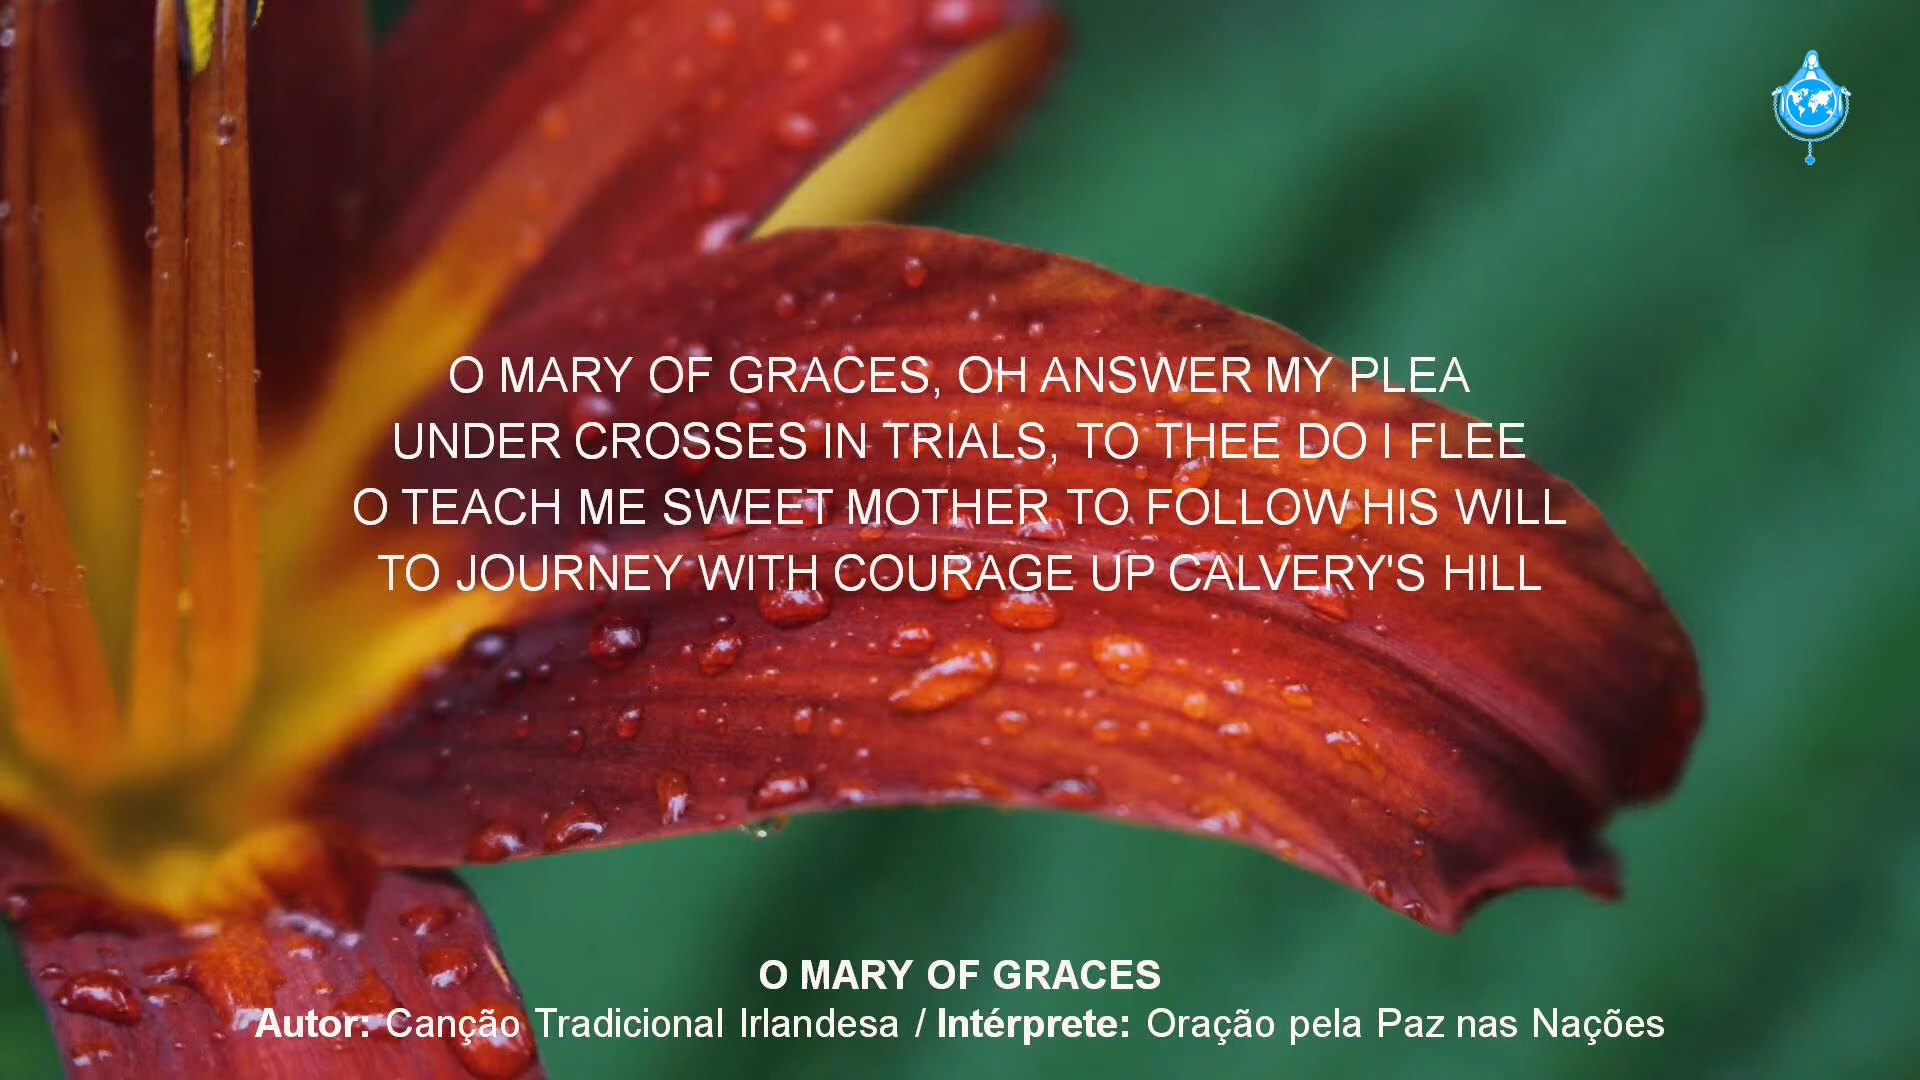 O MARY OF GRACES, OH ANSWER MY PLEA
UNDER CROSSES IN TRIALS, TO THEE DO I FLEE
O TEACH ME SWEET MOTHER TO FOLLOW HIS WILL
TO JOURNEY WITH COURAGE UP CALVERY'S HILL
O MARY OF GRACES
Autor: Canção Tradicional Irlandesa / Intérprete: Oração pela Paz nas Nações